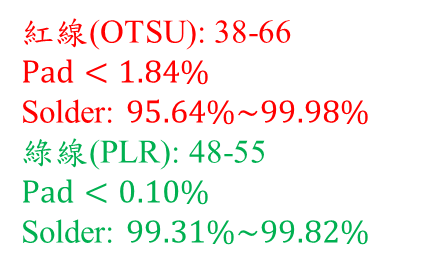 紅線(OTSU): 38-66
Pad < 1.84%
Solder: 95.64%~99.98%
綠線(PLR): 48-55
Pad < 0.10%
Solder: 99.31%~99.82%